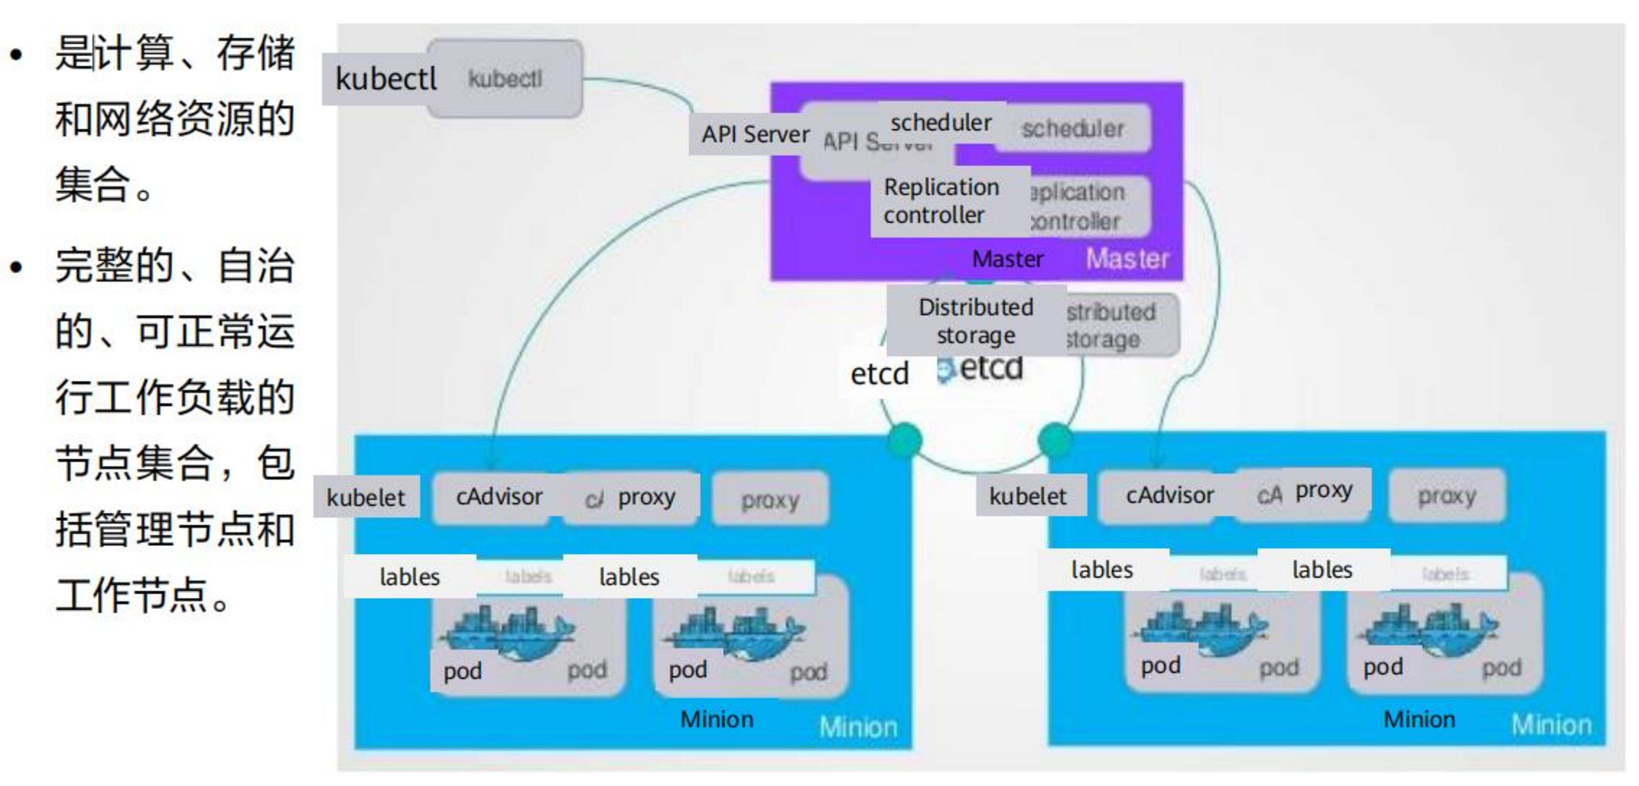 • 是计算、存储
和网络资源的
集合。
• 完整的、自治
的、可正常运
行工作负载的
节点集合，包
括管理节点和
工作节点。
kubectl kubectl
API Server API Server scheduler scheduler
Replication eplication
controller controller
Master Master
Distributed stributed
storage storage
etcd etcd
kubelet cAdvisor cA proxy proxy
lables labels lables labels
pod pod pod pod
Minion Minion
kubelet cAdvisor cA proxy proxy
lables labels lables labels
pod pod pod pod
Minion Minion